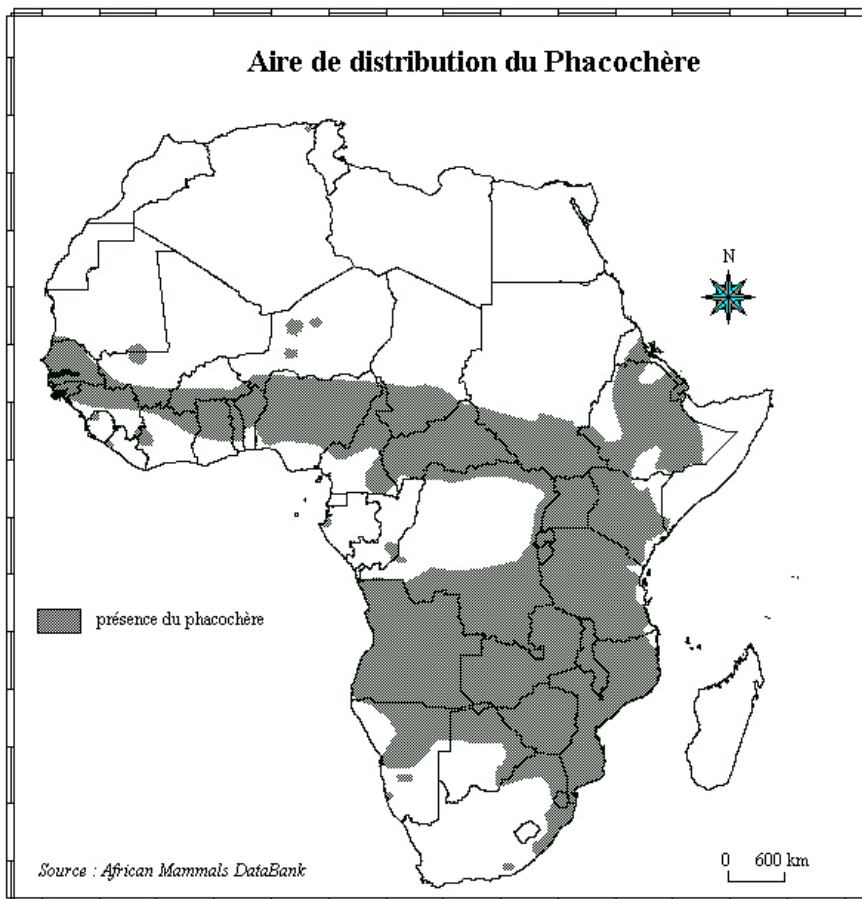 Aire de distribution du Phacochère
N
présence du phacochère
Source : African Mammals DataBank
0 600 km